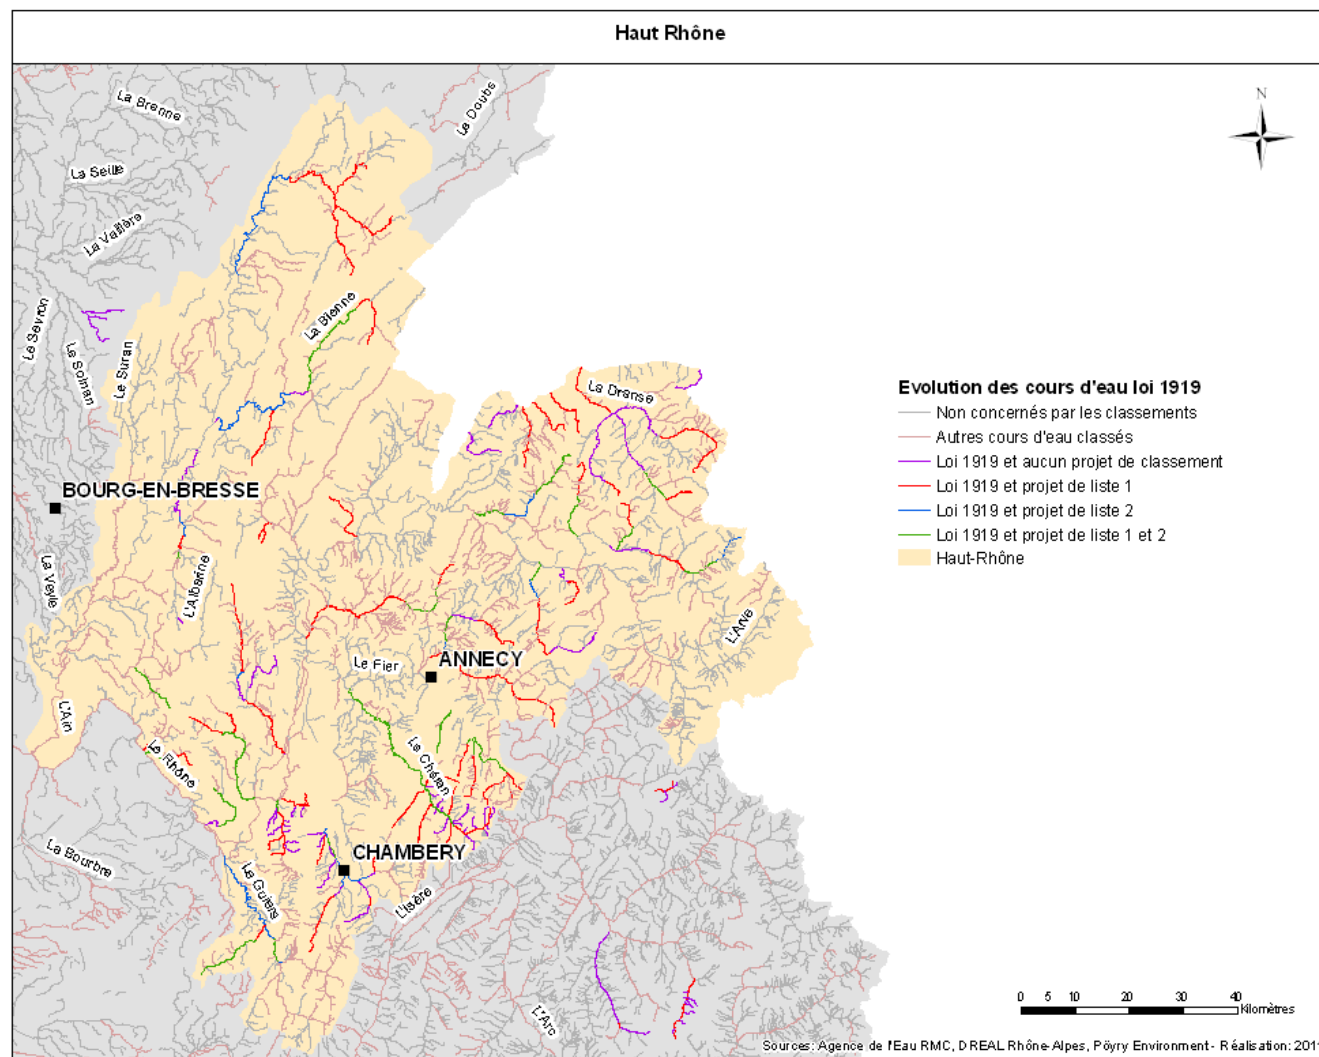 Haut Rhône
N
La Brenne
Le Doubs
La Seille
La Vallère
Le Sevron
Le Solnan
Le Suran
La Bienne
La Dranse
BOURG-EN-BRESSE
La Veyle
L'Albarine
L'Arve
Le Fier
ANNECY
L'Ain
Le Rhône
Le Chéran
La Bourbre
Le Guiers
CHAMBERY
L'Isère
L'Arc
Evolution des cours d'eau loi 1919
Non concernés par les classements
Autres cours d'eau classés
Loi 1919 et aucun projet de classement
Loi 1919 et projet de liste 1
Loi 1919 et projet de liste 2
Loi 1919 et projet de liste 1 et 2
Haut-Rhône
0 5 10 20 30 40
Kilomètres
Sources: Agence de l'Eau RMC, DREAL Rhône-Alpes, Pöyry Environment - Réalisation: 2011